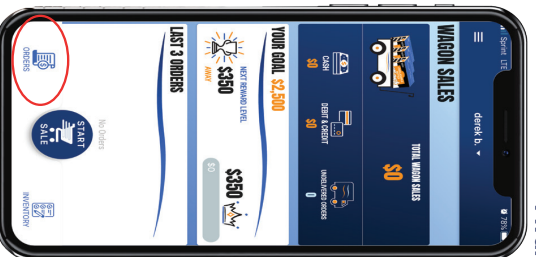 Sprint LTE
78%
derek b.
WAGON SALES
TOTAL WAGON SALES
$0
CASH
$0
DEBIT & CREDIT
$0
UNDELIVERED ORDERS
0
YOUR GOAL $2,500
NEXT REWARD LEVEL
$350
AWAY
$350
$0
LAST 3 ORDERS
No Orders
ORDERS
START
SALE
INVENTORY